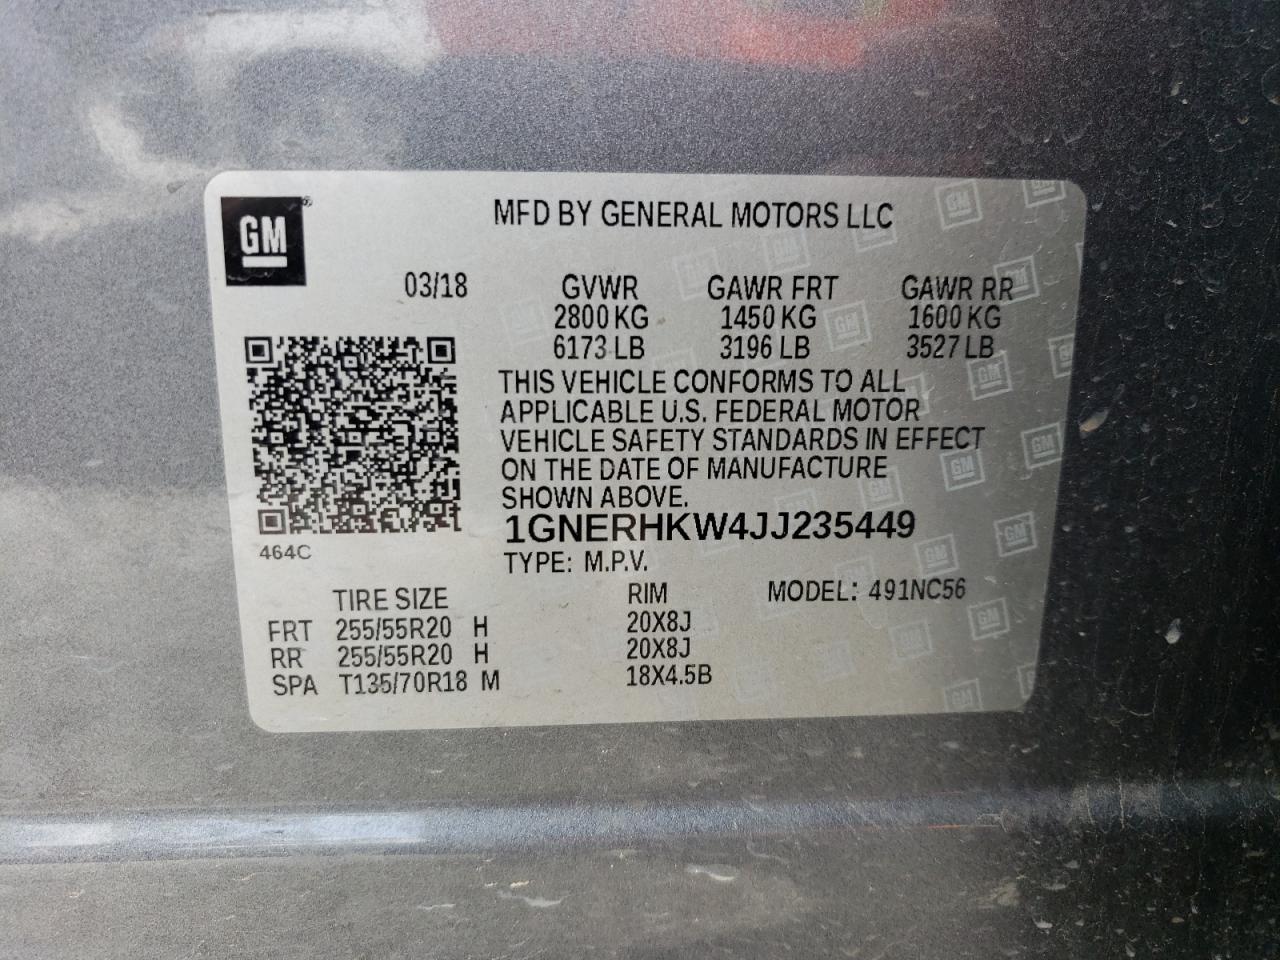 GM
MFD BY GENERAL MOTORS LLC
03/18 GVWR GAWR FRT GAWR RR
2800 KG 1450 KG 1600 KG
6173 LB 3196 LB 3527 LB
THIS VEHICLE CONFORMS TO ALL
APPLICABLE U.S. FEDERAL MOTOR
VEHICLE SAFETY STANDARDS IN EFFECT
ON THE DATE OF MANUFACTURE
SHOWN ABOVE.
1GNERHKW4JJ235449
464C
TYPE: M.P.V.
TIRE SIZE RIM MODEL: 491NC56
FRT 255/55R20 H 20X8J
RR 255/55R20 H 20X8J
SPA T135/70R18 M 18X4.5B